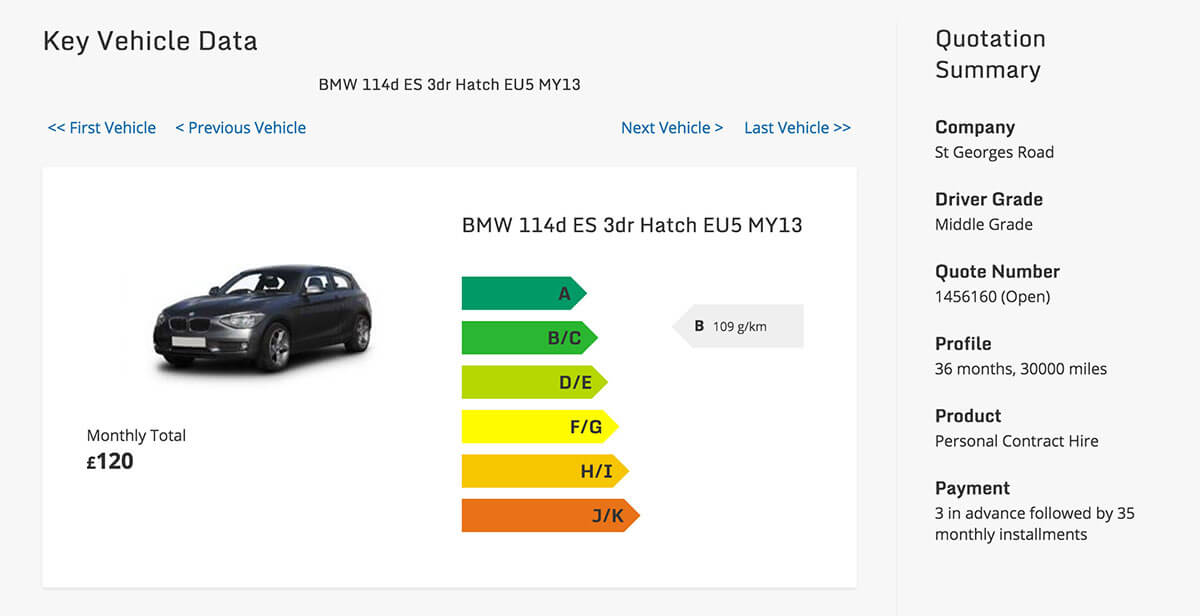 Key Vehicle Data
BMW 114d ES 3dr Hatch EU5 MY13
<< First Vehicle
< Previous Vehicle
Next Vehicle >
Last Vehicle >>
BMW 114d ES 3dr Hatch EU5 MY13
A
B/C
D/E
F/G
H/I
J/K
B 109 g/km
Monthly Total
£120
Quotation
Summary
Company
St Georges Road
Driver Grade
Middle Grade
Quote Number
1456160 (Open)
Profile
36 months, 30000 miles
Product
Personal Contract Hire
Payment
3 in advance followed by 35
monthly installments